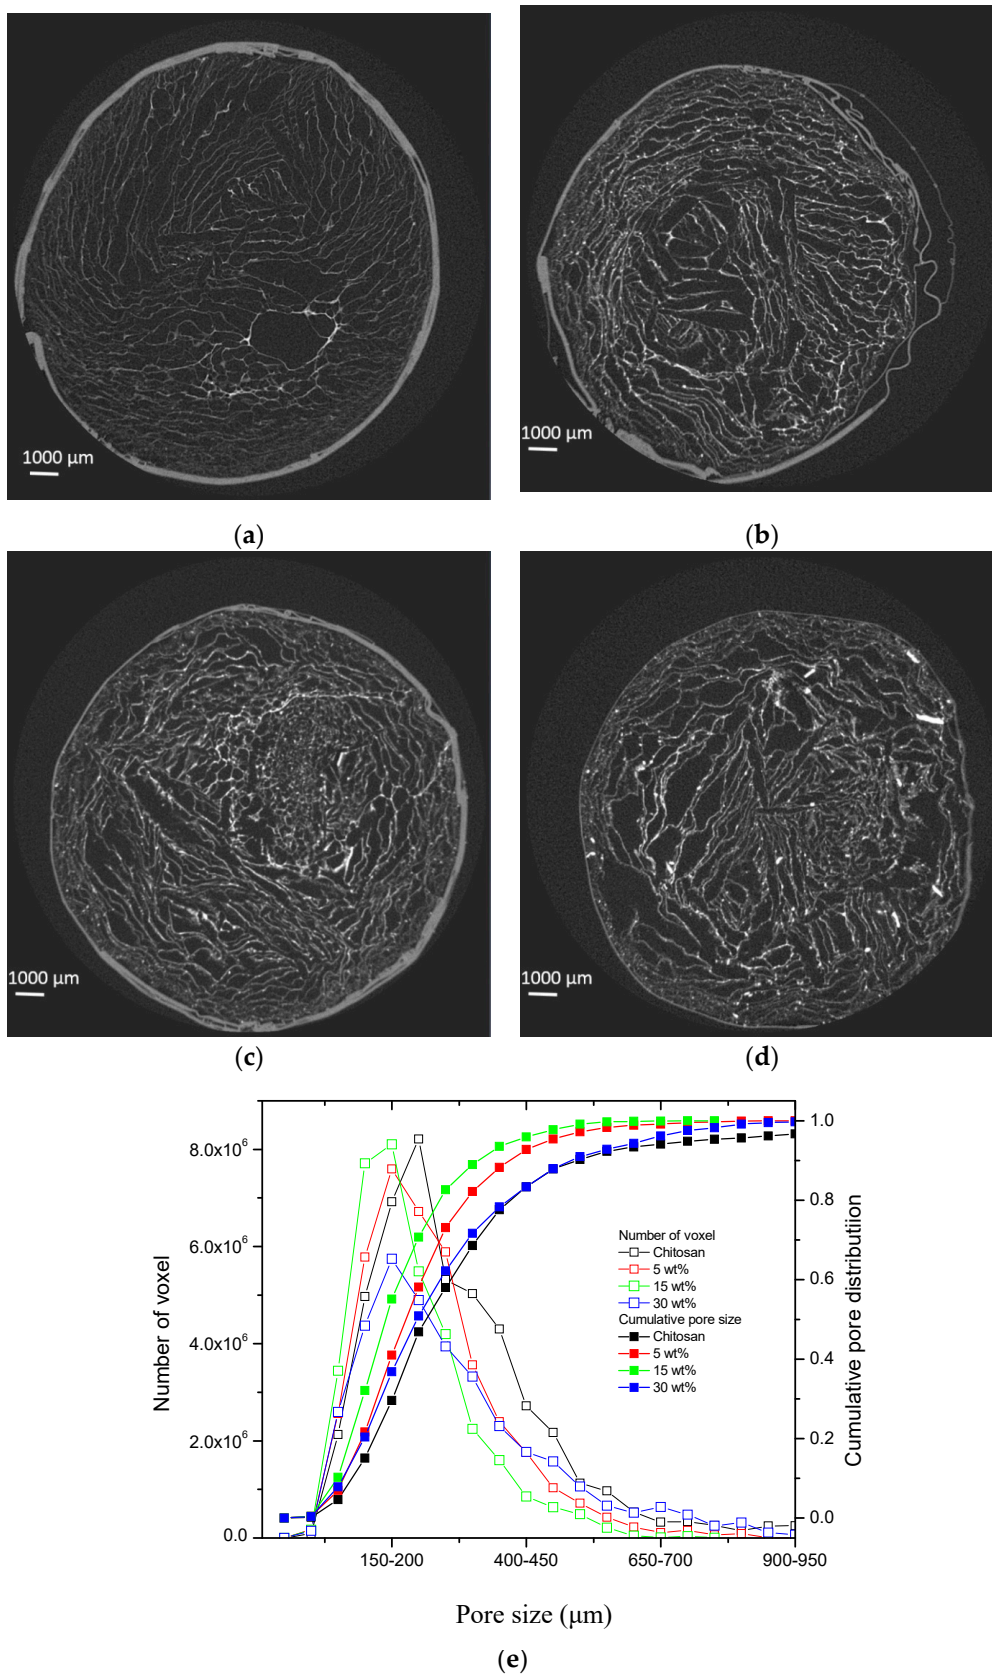 1000 μm
1000 μm
(a)
(b)
1000 μm
1000 μm
(c)
(d)
8.0x10⁶
6.0x10⁶
4.0x10⁶
2.0x10⁶
0.0
Number of voxel
1.0
0.8
0.6
0.4
0.2
0.0
Cumulative pore distributiion
Number of voxel
Chitosan
5 wt%
15 wt%
30 wt%
Cumulative pore size
Chitosan
5 wt%
15 wt%
30 wt%
150-200
400-450
650-700
900-950
Pore size (μm)
(e)